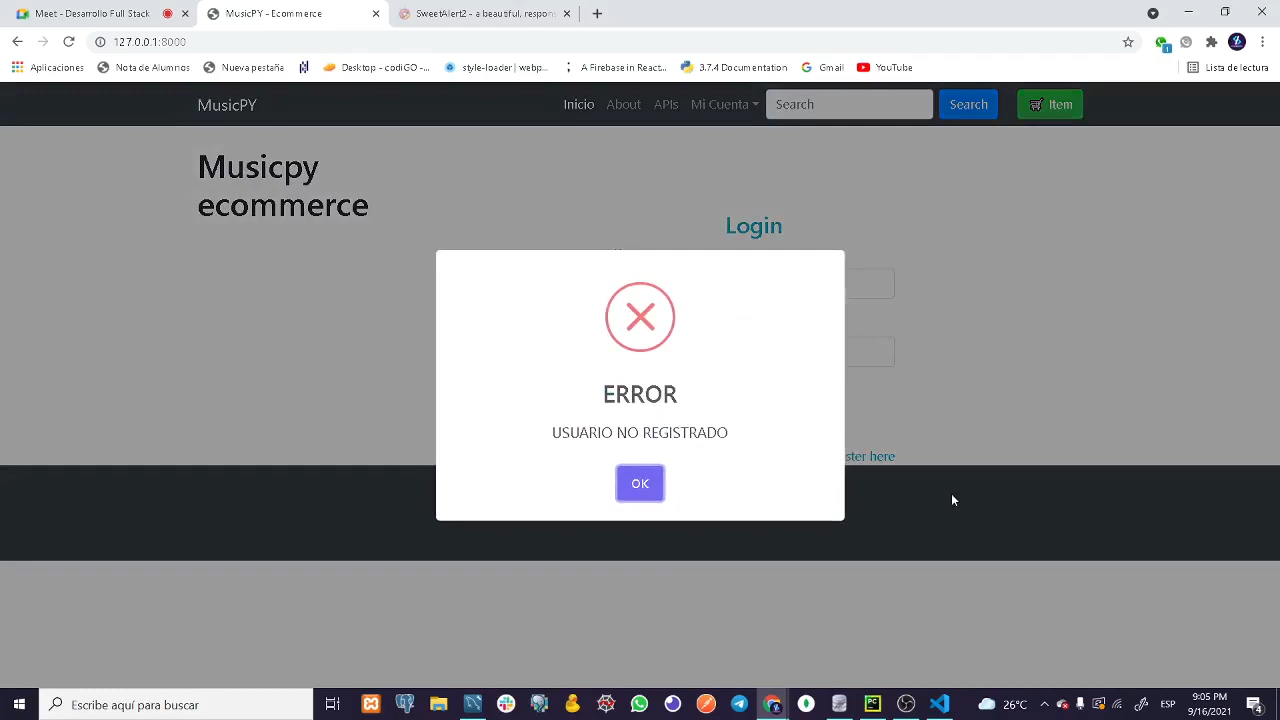 Meet - Desarrollo Full Stack
MusicPY - Ecommerce
SweetAlert2 - a beautiful, respon
127.0.0.1:8000
Aplicaciones
Nota de Alumnos
Nueva pestaña
Desktop - codiGO -...
style-loader | webp...
A Firebase in React...
3.7.4 Documentation
Gmail
YouTube
Lista de lectura
MusicPY
Inicio
About
APIs
Mi Cuenta
Search
Search
Item
Musicpy
ecommerce
Login
ERROR
USUARIO NO REGISTRADO
OK
ster here
Escribe aquí para buscar
26°C
ESP
9:05 PM
9/16/2021
4